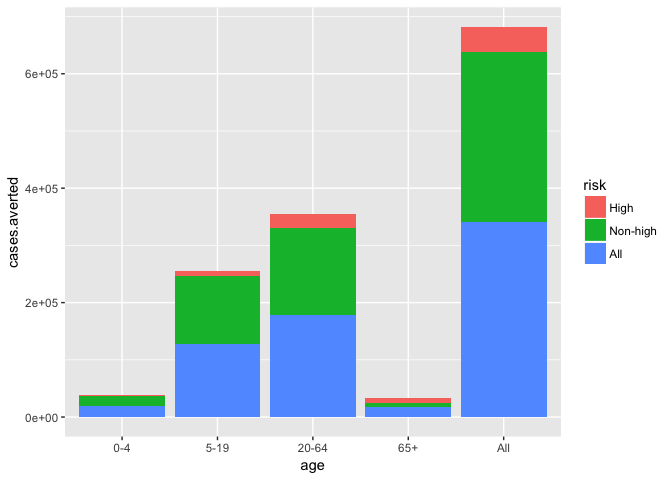 cases.averted
6e+05
4e+05
2e+05
0e+00
0-4
5-19
20-64
65+
All
age
risk
High
Non-high
All